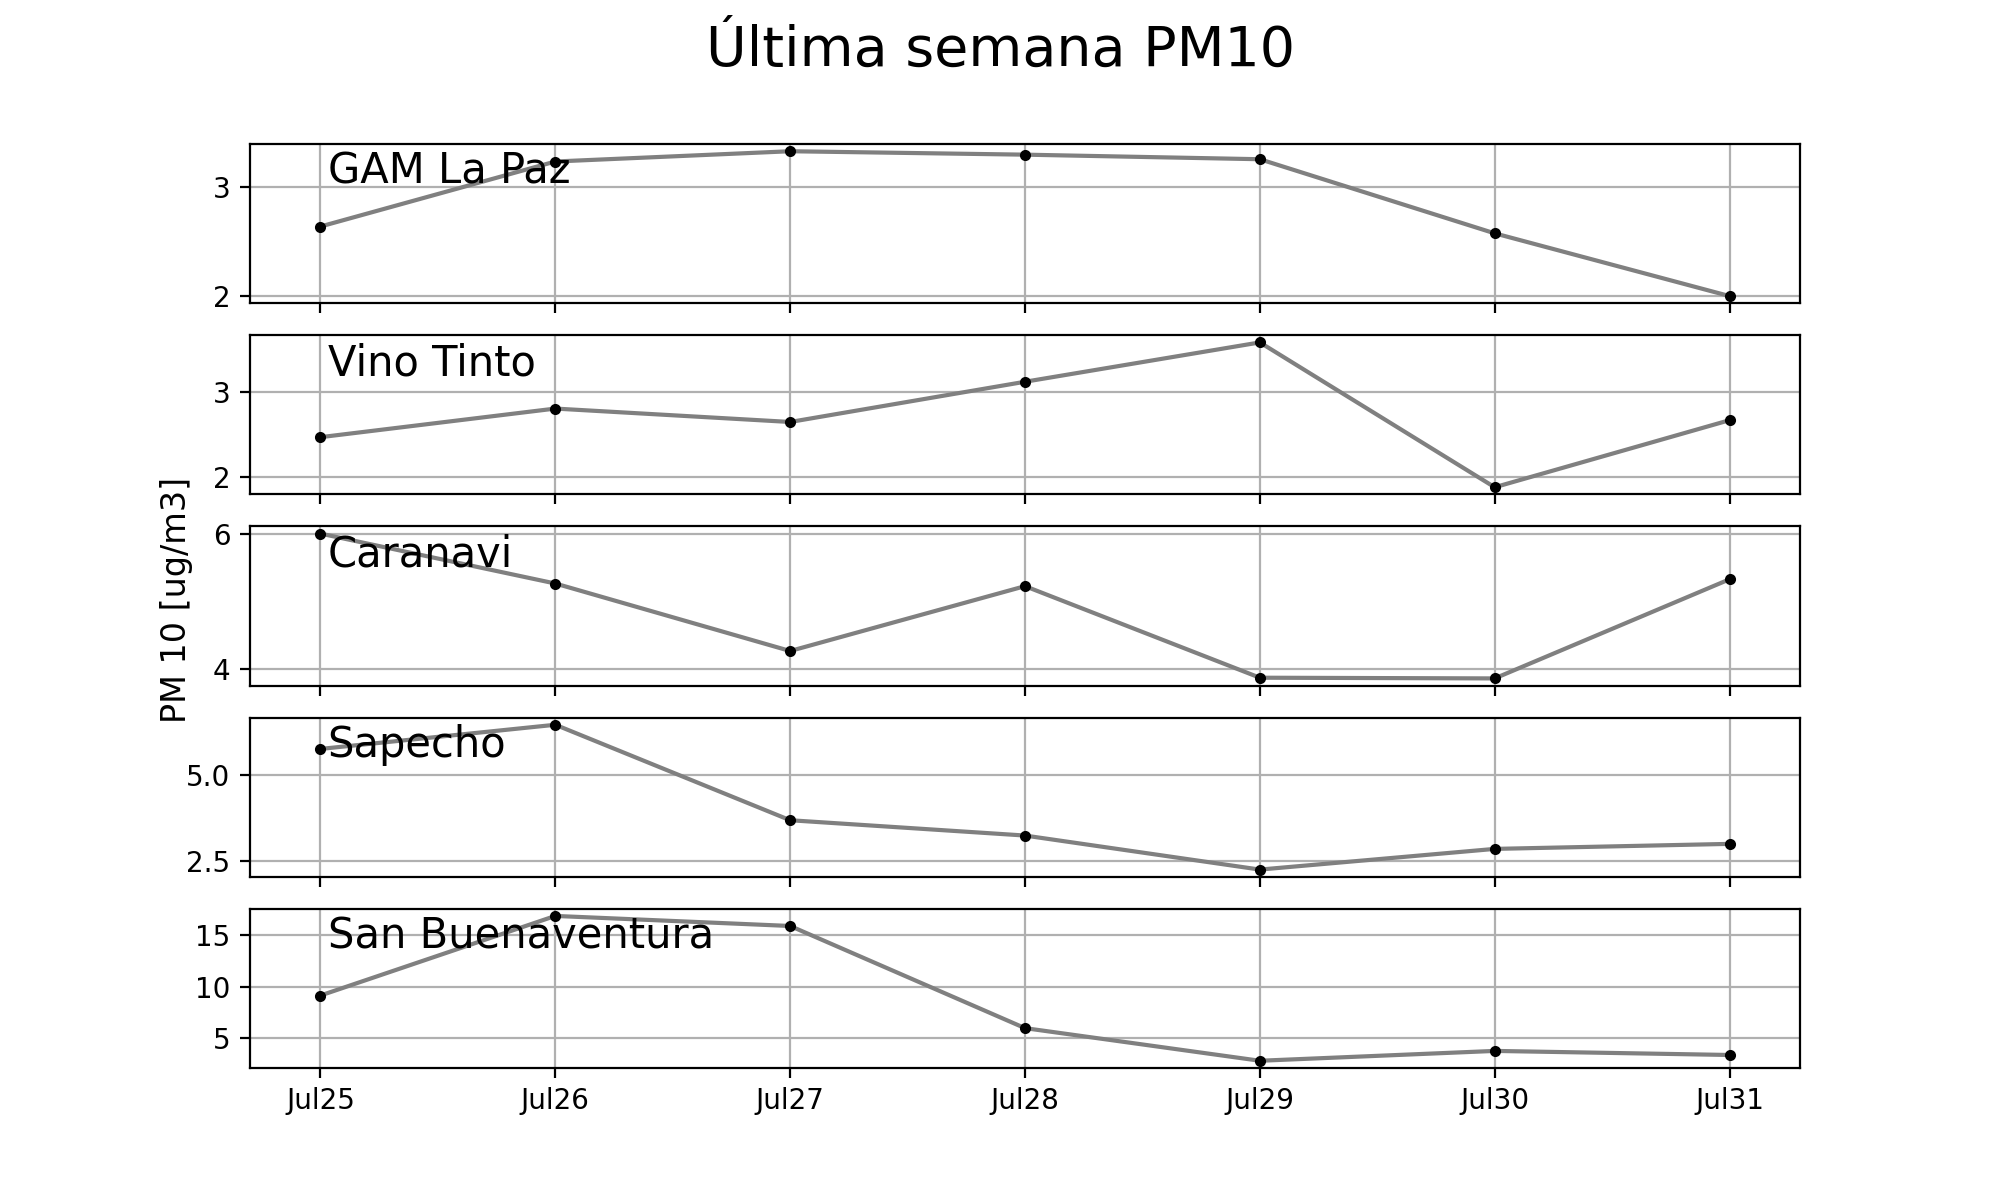 Última semana PM10
GAM La Paz
3
2
Vino Tinto
3
2
PM 10 [ug/m3]
Caranavi
6
4
Sapecho
5.0
2.5
San Buenaventura
15
10
5
Jul25 Jul26 Jul27 Jul28 Jul29 Jul30 Jul31